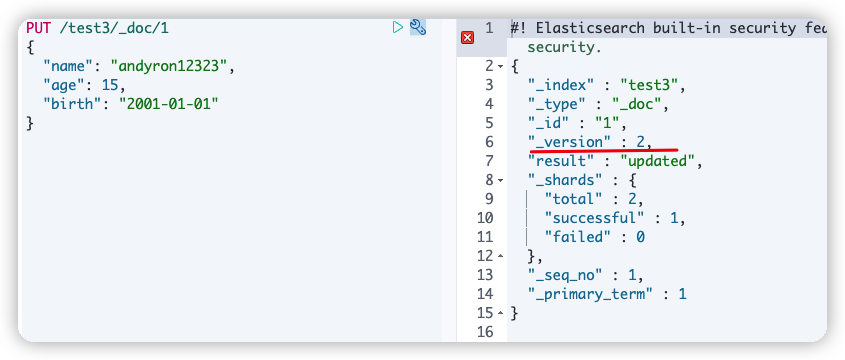 PUT /test3/_doc/1
{
  "name": "andyron12323",
  "age": 15,
  "birth": "2001-01-01"
}
1 #! Elasticsearch built-in security
security.
2 {
3 "_index" : "test3",
4 "_type" : "_doc",
5 "_id" : "1",
6 "_version" : 2,
7 "result" : "updated",
8 "_shards" : {
9 "total" : 2,
10 "successful" : 1,
11 "failed" : 0
12 },
13 "_seq_no" : 1,
14 "_primary_term" : 1
15 }
16